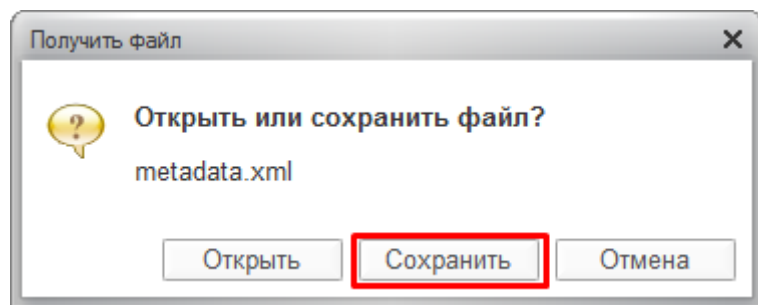 Получить файл
Открыть или сохранить файл?
metadata.xml
Открыть Сохранить Отмена